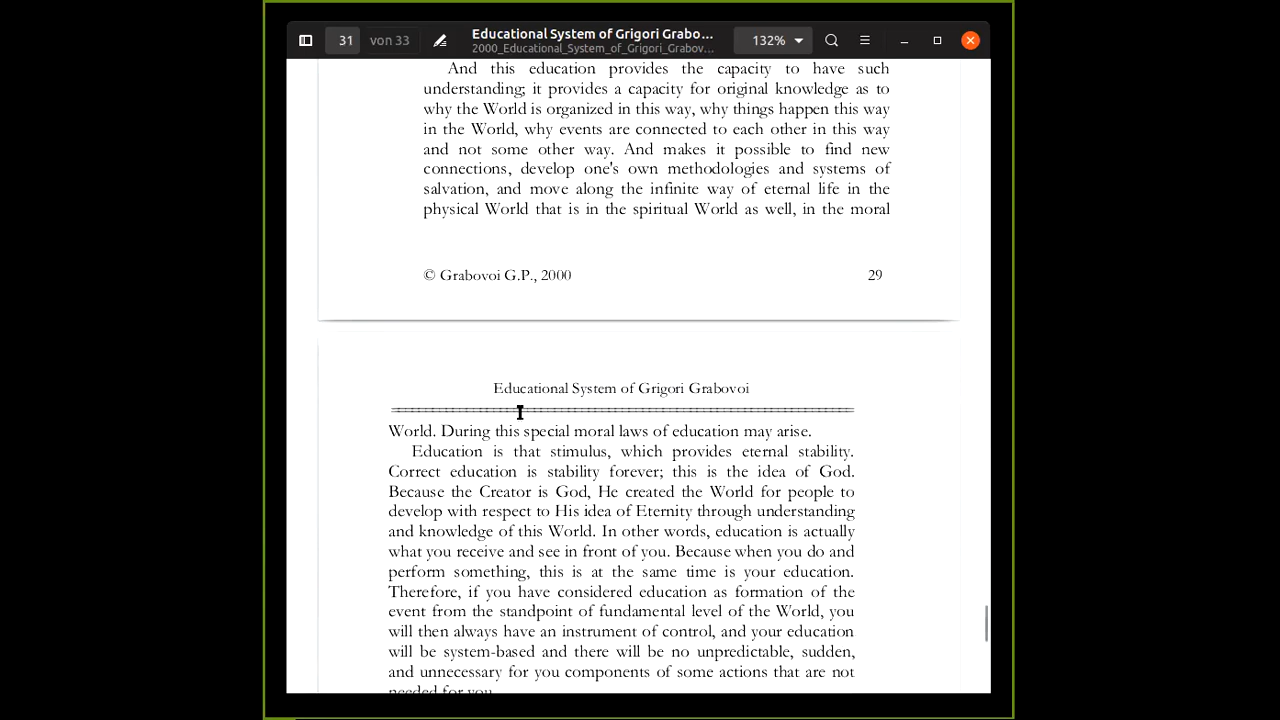 Educational System of Grigori Grabo...
31 von 33
132%
2000_Educational_System_of_Grigori_Grabov...
And this education provides the capacity to have such
understanding; it provides a capacity for original knowledge as to
why the World is organized in this way, why things happen this way
in the World, why events are connected to each other in this way
and not some other way. And makes it possible to find new
connections, develop one's own methodologies and systems of
salvation, and move along the infinite way of eternal life in the
physical World that is in the spiritual World as well, in the moral
© Grabovoi G.P., 2000 29
Educational System of Grigori Grabovoi
World. During this special moral laws of education may arise.
Education is that stimulus, which provides eternal stability.
Correct education is stability forever; this is the idea of God.
Because the Creator is God, He created the World for people to
develop with respect to His idea of Eternity through understanding
and knowledge of this World. In other words, education is actually
what you receive and see in front of you. Because when you do and
perform something, this is at the same time is your education.
Therefore, if you have considered education as formation of the
event from the standpoint of fundamental level of the World, you
will then always have an instrument of control, and your education
will be system-based and there will be no unpredictable, sudden,
and unnecessary for you components of some actions that are not
needed for you